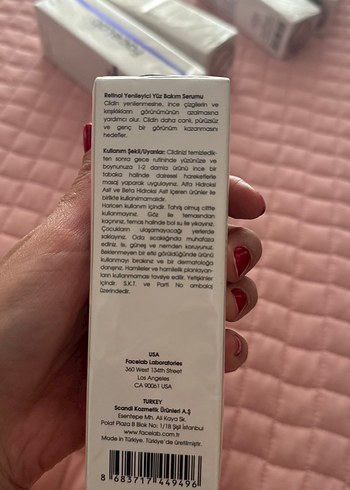 Retinol Yenileyici Yüz Bakım Serumu
Cildin yenilenmesine, ince çizgilerin ve
kırışıklıkların görünümünün azalmasına
yardımcı olur. Cildin daha canlı, pürüzsüz
ve genç bir görünüm kazanmasını
hedefler.
Kullanım Şekli/Uyarılar: Cildinizi temizledik-
ten sonra gece rutininde yüzünüze ve
boynunuza 1-2 damla ürünü ince bir
tabaka halinde dairesel hareketlerle
masaj yaparak uygulayınız. Alfa Hidroksi
Asit ve Beta Hidroksi Asit içeren ürünler ile
birlikte kullanılmamalıdır.
Haricen kullanım içindir. Tahriş olmuş ciltte
kullanmayınız. Göz ile temasından
kaçınınız, temas halinde bol su ile yıkayınız.
Çocukların ulaşamayacağı yerlerde
saklayınız. Oda sıcaklığında muhafaza
ediniz. Isı, güneş ve nemden koruyunuz.
Beklenmeyen bir etki görüldüğünde ürünü
kullanmayı bırakınız ve bir dermatoloğa
danışınız. Hamileler ve hamilelik planlayan-
ların kullanmamasi tavsiye edilir. Yetişkinler
içindir. S.K.T. ve Parti No ambalaj
üzerindedir.
USA
Facelab Laboratories
360 West 134th Street
Los Angeles
CA 90061 USA
TURKEY
Scandi Kozmetik Ürünleri A.Ş
Esentepe Mh. Ali Kaya Sk.
Polat Plaza B Blok No: 1/1B Şişli İstanbul
www.facelab.com.tr
Made in Türkiye. Türkiye'de üretilmiştir.
8 683717 449496